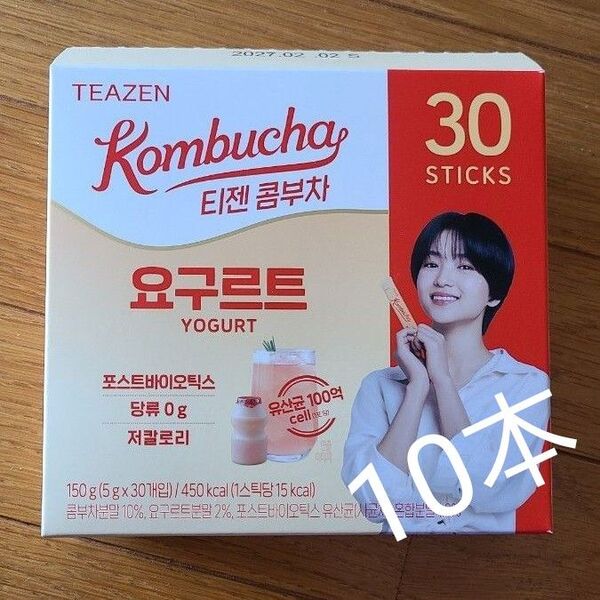 2027.02.02 S
TEAZEN
Kombucha
티젠 콤부차
30
STICKS
요구르트
YOGURT
Kombucha
포스트바이오틱스
당류 0 g
저칼로리
유산균 100억
cell
150 g (5 g x 30개입) / 450 kcal (1스틱당 15 kcal)
콤부차분말 10%, 요구르트분말 2%, 포스트바이오틱스 유산균
10本